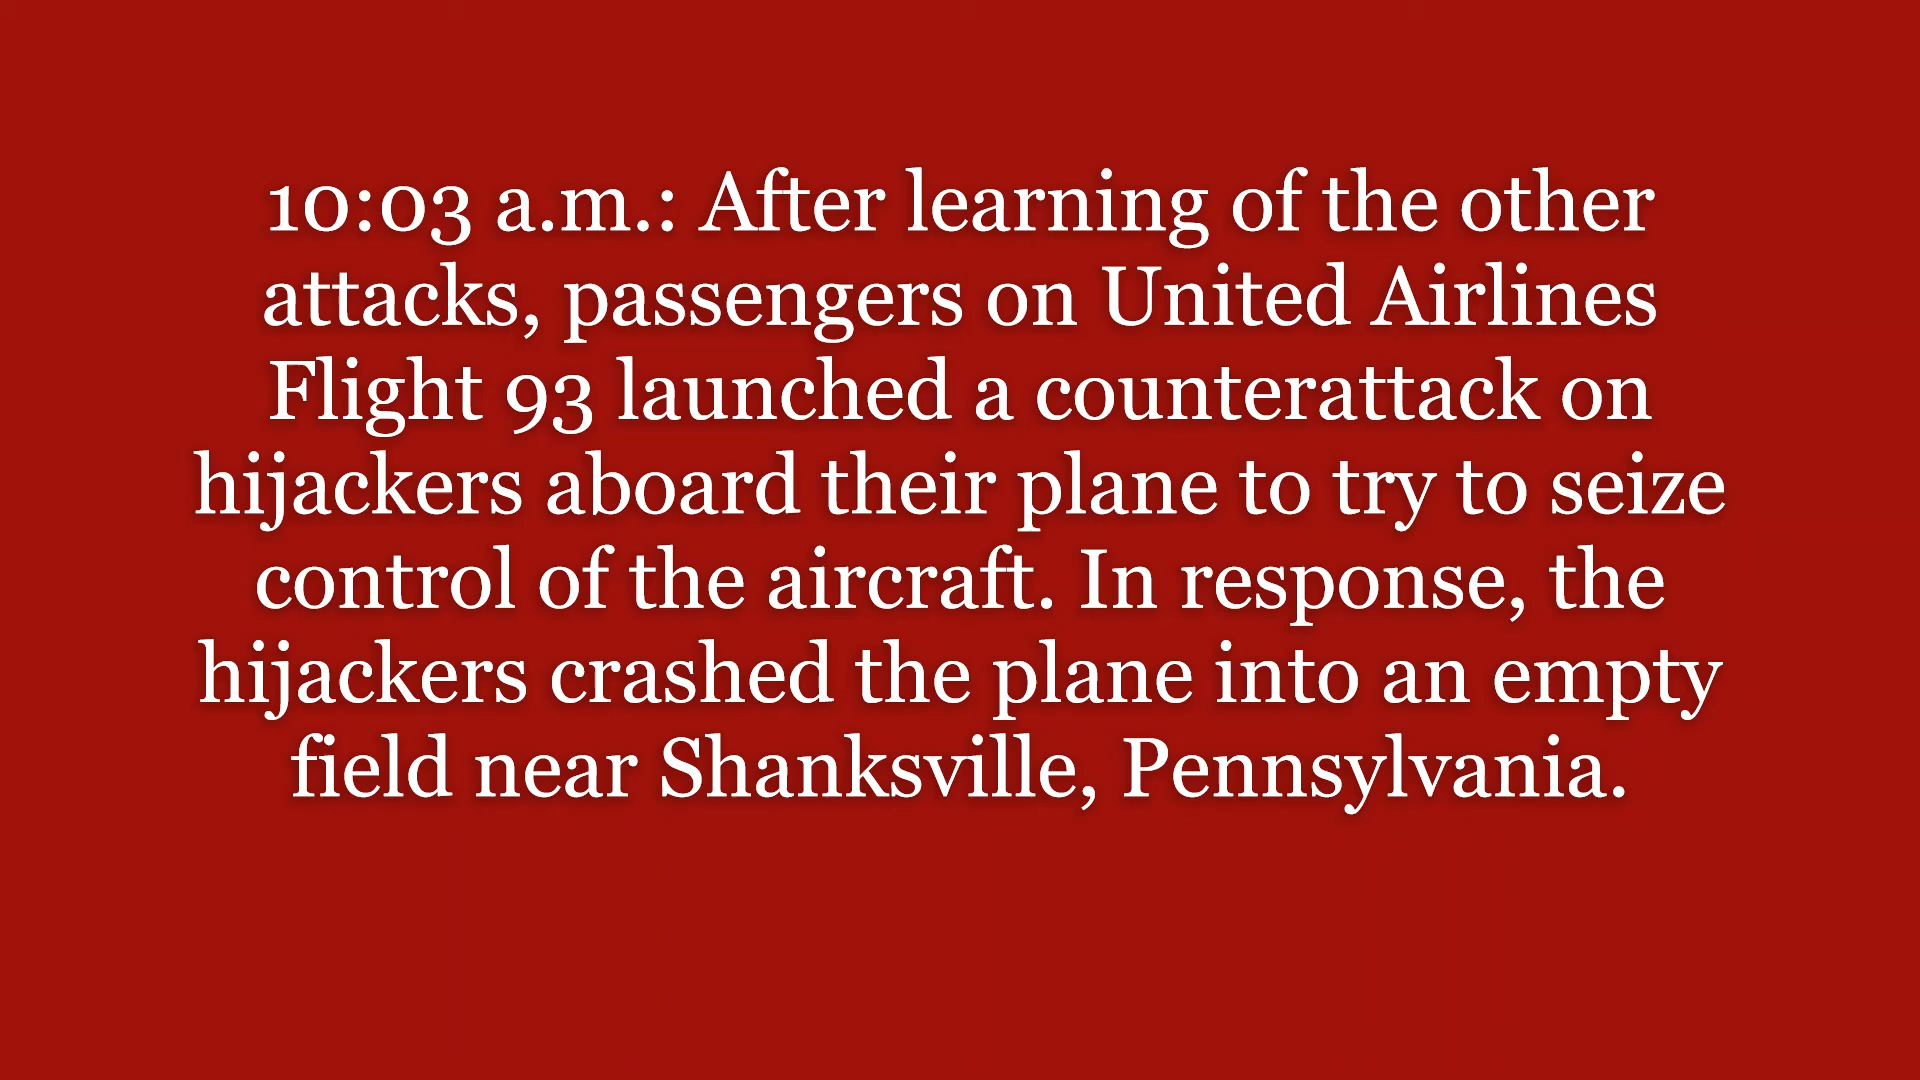 10:03 a.m.: After learning of the other
attacks, passengers on United Airlines
Flight 93 launched a counterattack on
hijackers aboard their plane to try to seize
control of the aircraft. In response, the
hijackers crashed the plane into an empty
field near Shanksville, Pennsylvania.